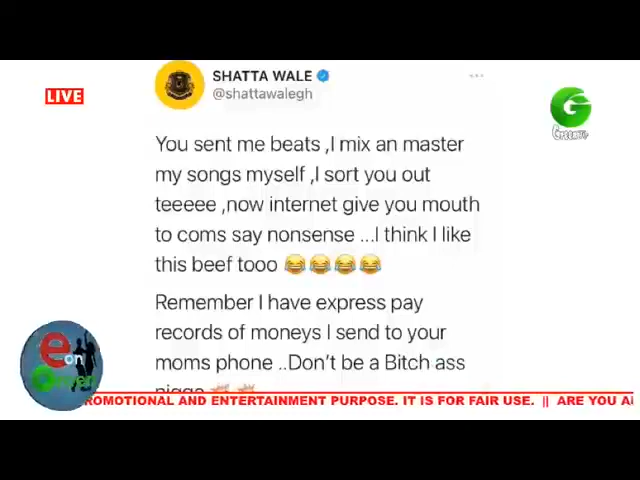 SHATTA WALE
@shattawalegh
LIVE
You sent me beats ,I mix an master
my songs myself ,I sort you out
teeeee ,now internet give you mouth
to coms say nonsense ...I think I like
this beef tooo 😂😂😂😂
Remember I have express pay
records of moneys I send to your
moms phone ..Don’t be a Bitch ass
e
on
Green
ROMOTIONAL AND ENTERTAINMENT PURPOSE. IT IS FOR FAIR USE. || ARE YOU A